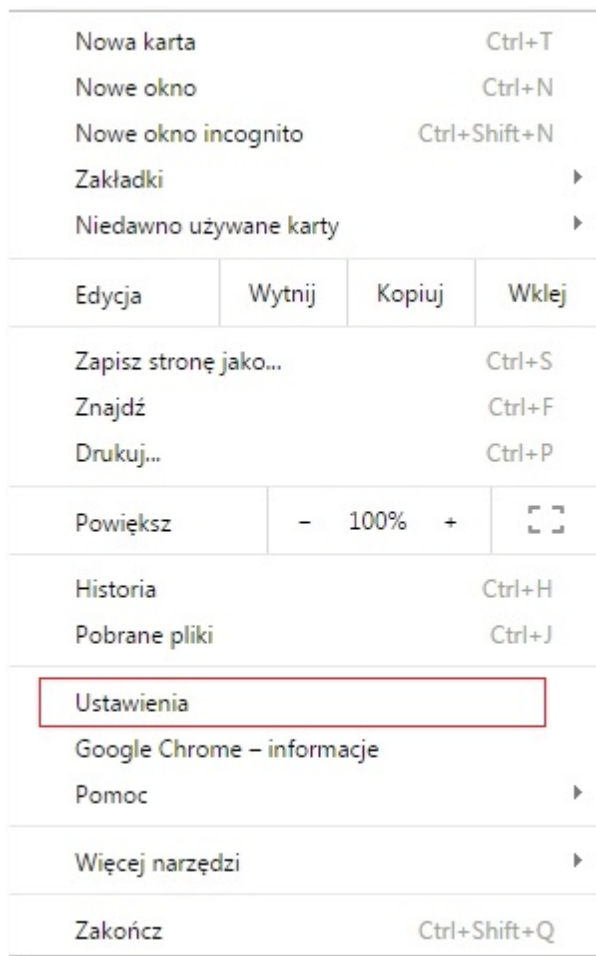 Nowa karta Ctrl+T
Nowe okno Ctrl+N
Nowe okno incognito Ctrl+Shift+N
Zakładki
Niedawno używane karty
Edycja Wytnij Kopiuj Wklej
Zapisz stronę jako... Ctrl+S
Znajdź Ctrl+F
Drukuj... Ctrl+P
Powiększ − 100% +
Historia Ctrl+H
Pobrane pliki Ctrl+J
Ustawienia
Google Chrome – informacje
Pomoc
Więcej narzędzi
Zakończ Ctrl+Shift+Q